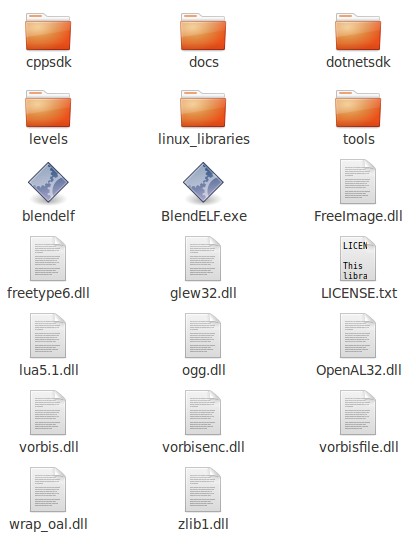 cppsdk
docs
dotnetsdk
levels
linux_libraries
tools
blendelf
BlendELF.exe
FreeImage.dll
freetype6.dll
glew32.dll
LICEN
This
libra
LICENSE.txt
lua5.1.dll
ogg.dll
OpenAL32.dll
vorbis.dll
vorbisenc.dll
vorbisfile.dll
wrap_oal.dll
zlib1.dll